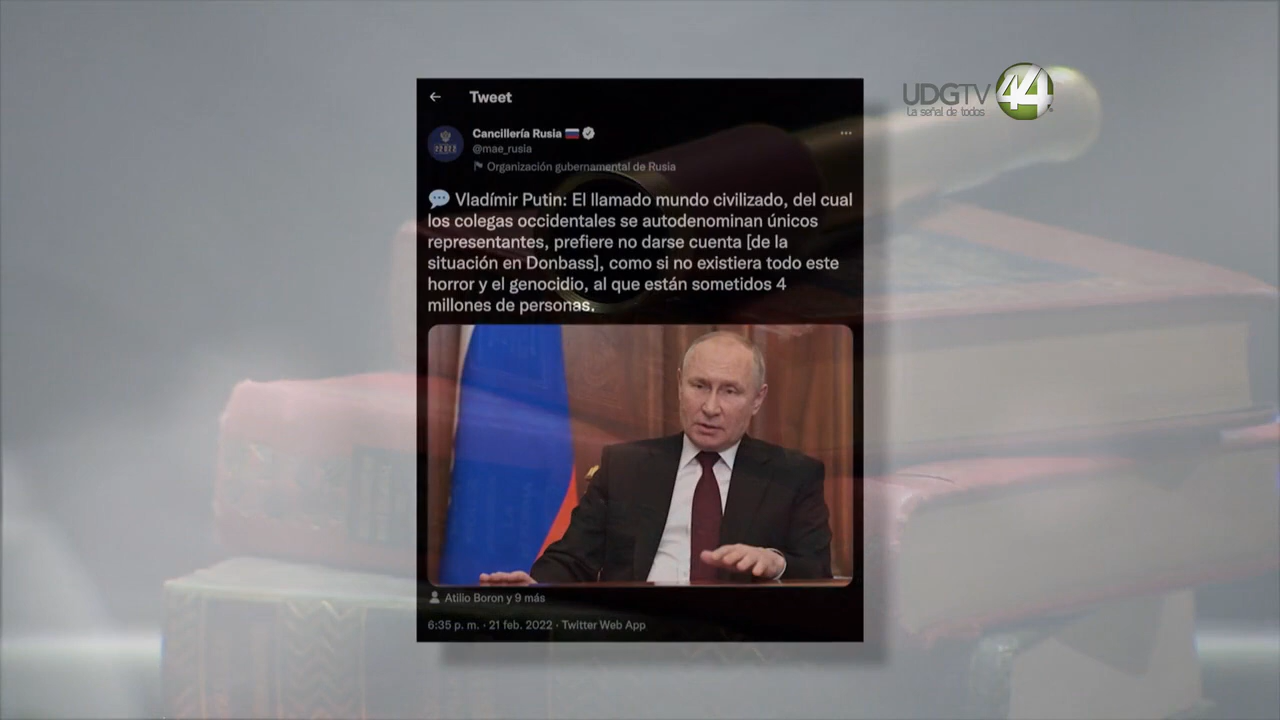 UDGTV 44
La señal de todos
Tweet
Cancillería Rusia
@mae_rusia
Organización gubernamental de Rusia
Vladímir Putin: El llamado mundo civilizado, del cual
los colegas occidentales se autodenominan únicos
representantes, prefiere no darse cuenta [de la
situación en Donbass], como si no existiera todo este
horror y el genocidio, al que están sometidos 4
millones de personas.
Atilio Boron y 9 más
6:35 p. m. · 21 feb. 2022 · Twitter Web App